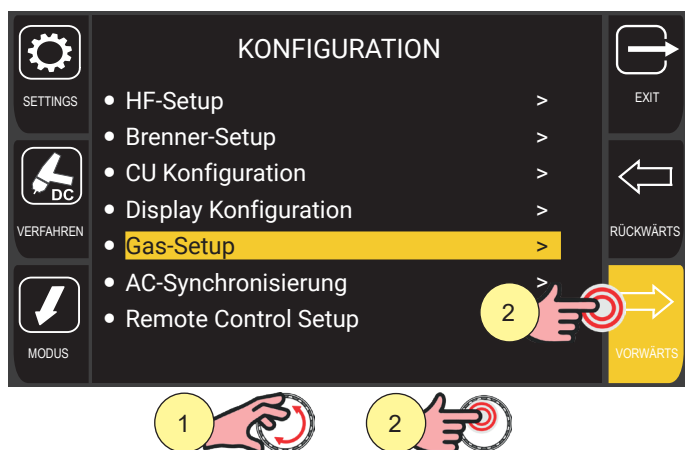 KONFIGURATION
SETTINGS
DC
VERFAHREN
MODUS
• HF-Setup >
• Brenner-Setup >
• CU Konfiguration >
• Display Konfiguration >
• Gas-Setup >
• AC-Synchronisierung >
• Remote Control Setup
EXIT
RÜCKWÄRTS
VORWÄRTS
2
1
2